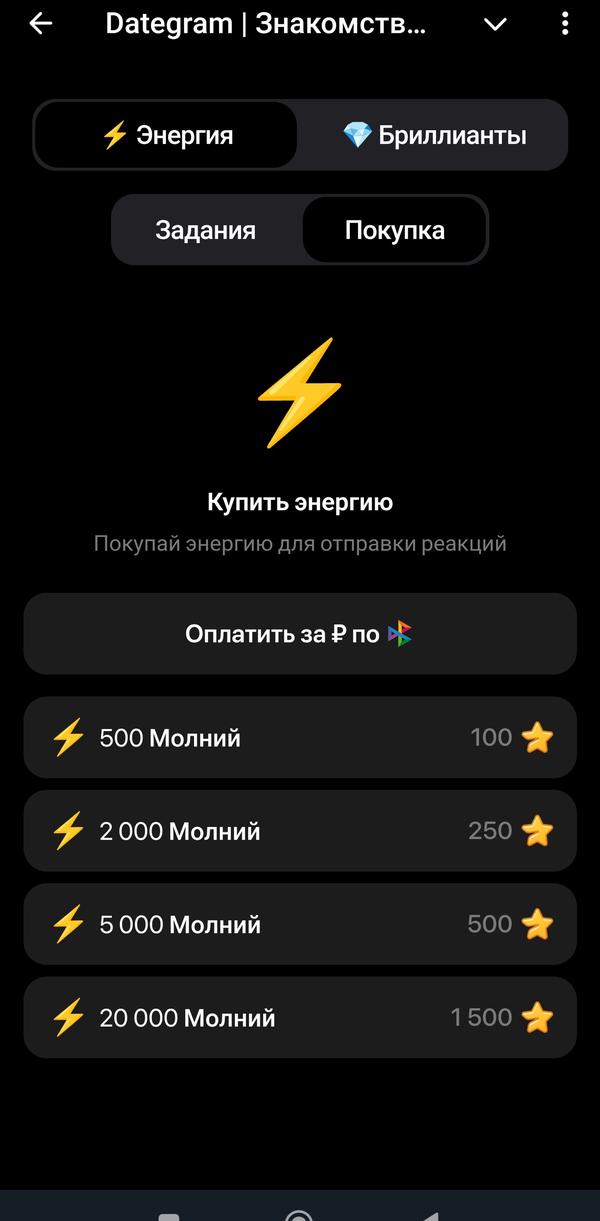 Dategram | Знакомств...
Энергия
Бриллианты
Задания
Покупка
Купить энергию
Покупай энергию для отправки реакций
Оплатить за ₽ по
500 Молний
100
2 000 Молний
250
5 000 Молний
500
20 000 Молний
1 500